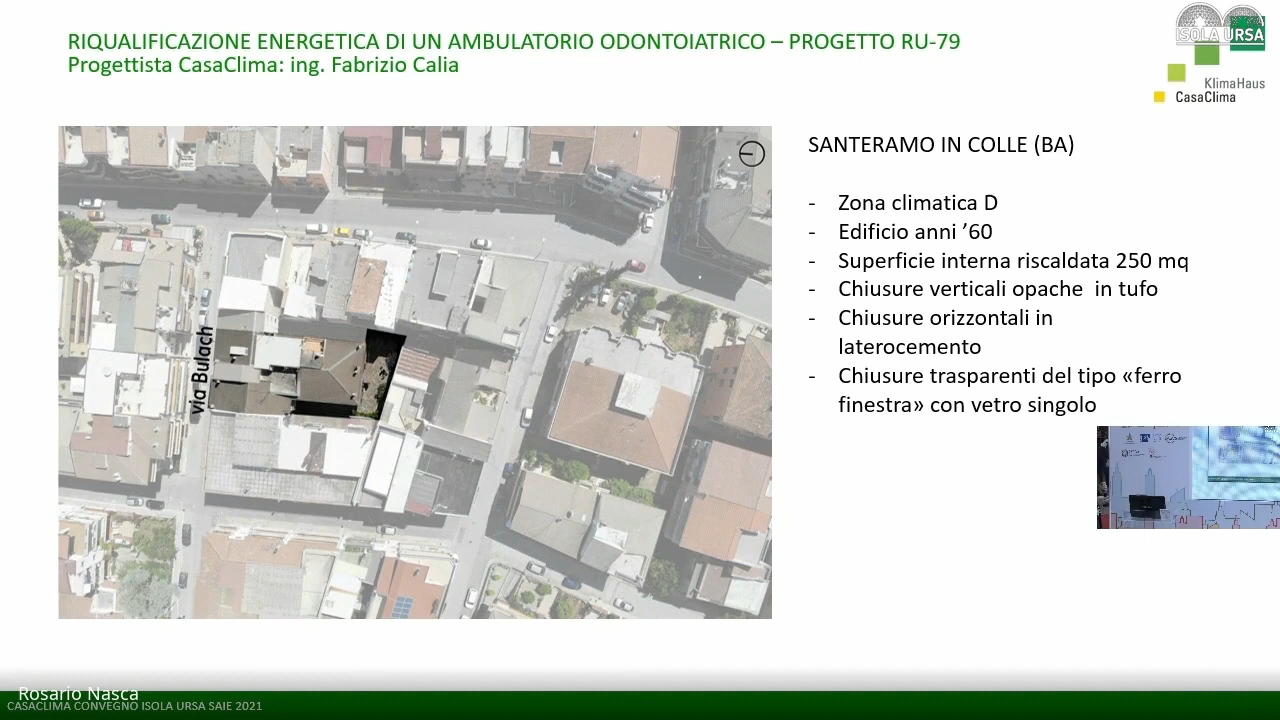 RIQUALIFICAZIONE ENERGETICA DI UN AMBULATORIO ODONTOIATRICO – PROGETTO RU-79
Progettista CasaClima: ing. Fabrizio Calia
ISOLA URSA
KlimaHaus
CasaClima
SANTERAMO IN COLLE (BA)
- Zona climatica D
- Edificio anni ’60
- Superficie interna riscaldata 250 mq
- Chiusure verticali opache in tufo
- Chiusure orizzontali in
laterocemento
- Chiusure trasparenti del tipo «ferro
finestra» con vetro singolo
via Bulach
Rosario Nasca
CASACLIMA CONVEGNO ISOLA URSA SAIE 2021